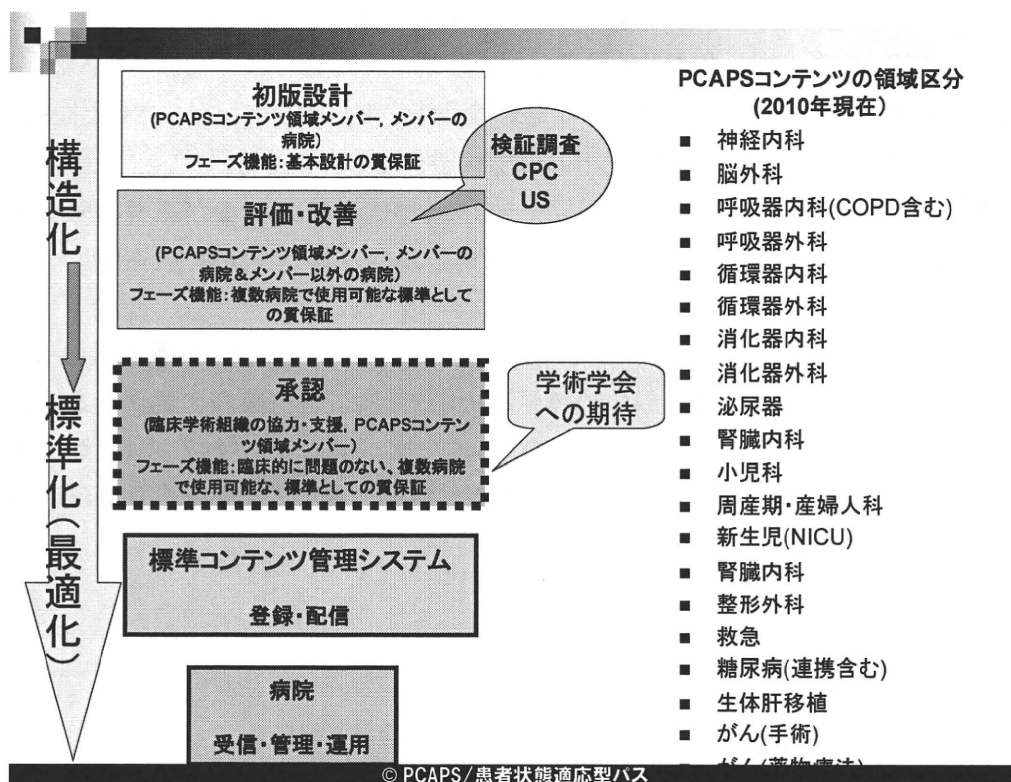 構造化
標準化(最適化)
初版設計
(PCAPSコンテンツ領域メンバー, メンバーの
病院)
フェーズ機能:基本設計の質保証
検証調査
CPC
US
評価・改善
(PCAPSコンテンツ領域メンバー, メンバーの
病院&メンバー以外の病院)
フェーズ機能:複数病院で使用可能な標準として
の質保証
承認
(臨床学術組織の協力・支援, PCAPSコンテン
ツ領域メンバー)
フェーズ機能:臨床的に問題のない、複数病院
で使用可能な、標準としての質保証
学術学会
への期待
標準コンテンツ管理システム
登録・配信
病院
受信・管理・運用
PCAPSコンテンツの領域区分
(2010年現在)
■ 神経内科
■ 脳外科
■ 呼吸器内科(COPD含む)
■ 呼吸器外科
■ 循環器内科
■ 循環器外科
■ 消化器内科
■ 消化器外科
■ 泌尿器
■ 腎臓内科
■ 小児科
■ 周産期・産婦人科
■ 新生児(NICU)
■ 腎臓内科
■ 整形外科
■ 救急
■ 糖尿病(連携含む)
■ 生体肝移植
■ がん(手術)
■ がん(薬物療法)
© PCAPS/患者状態適応型パス